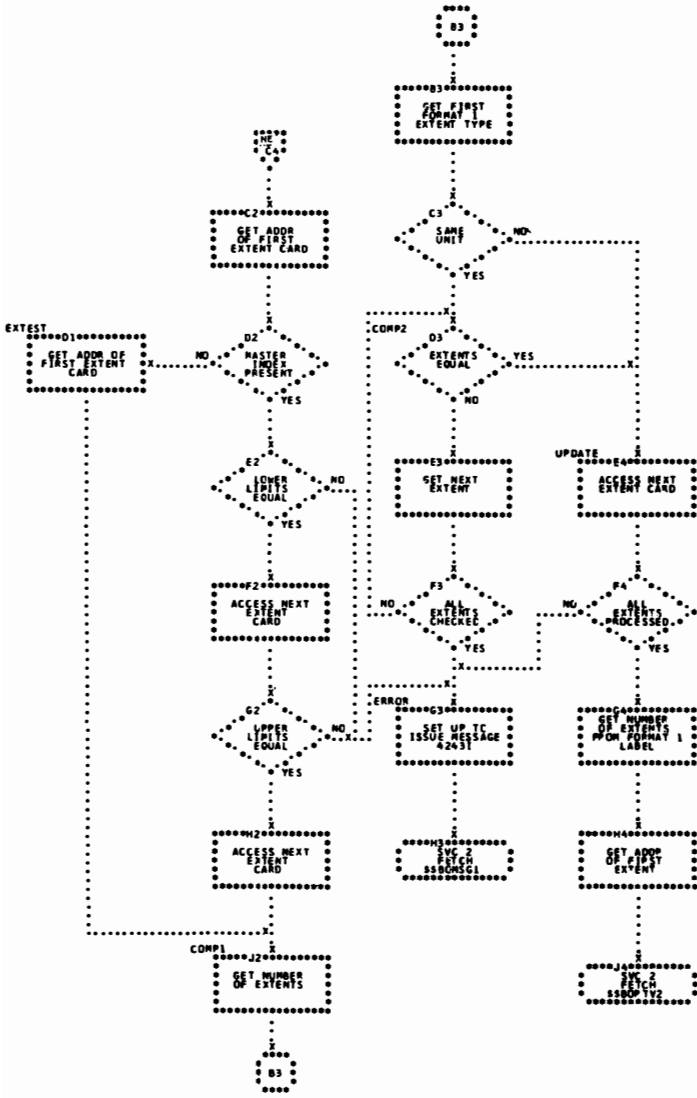 B3
B3
GET FIRST
FORMAT 1
EXTENT TYPE
NE
C4
C2
GET ADDR
OF FIRST
EXTENT CARD
C3
SAME
UNIT
NO
YES
COMP2
EXTEST
D1
GET ADDR OF
FIRST EXTENT
CARD
NO
D2
MASTER
INDEX
PRESENT
YES
D3
EXTENTS
EQUAL
YES
NO
E2
LOWER
LIMITS
EQUAL
NO
YES
E3
GET NEXT
EXTENT
UPDATE
E4
ACCESS NEXT
EXTENT CARD
F2
ACCESS NEXT
EXTENT
CARD
F3
NO
ALL
EXTENTS
CHECKED
YES
F4
NO
ALL
EXTENTS
PROCESSED
YES
G2
UPPER
LIMITS
EQUAL
NO
YES
ERROR
G3
SET UP TC
ISSUE MESSAGE
4243I
G4
GET NUMBER
OF EXTENTS
FROM FORMAT 1
LABEL
H2
ACCESS NEXT
EXTENT
CARD
H3
SVC 2
FETCH
$$BOMSG1
H4
GET ADDR
OF FIRST
EXTENT
COMP1
J2
GET NUMBER
OF EXTENTS
J4
SVC 2
FETCH
B3